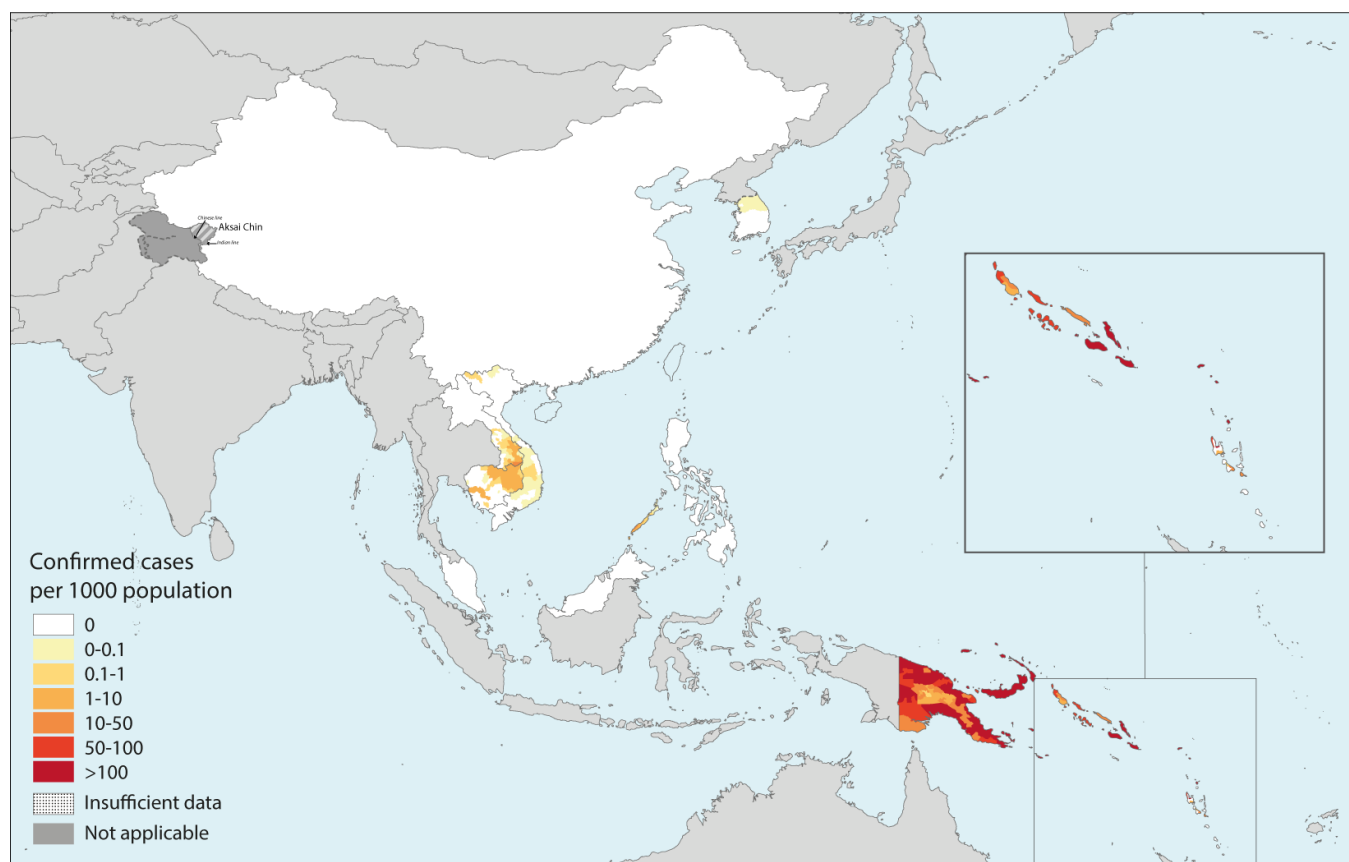 Chinese line
Aksai Chin
Indian line
Confirmed cases
per 1000 population
0
0-0.1
0.1-1
1-10
10-50
50-100
>100
Insufficient data
Not applicable